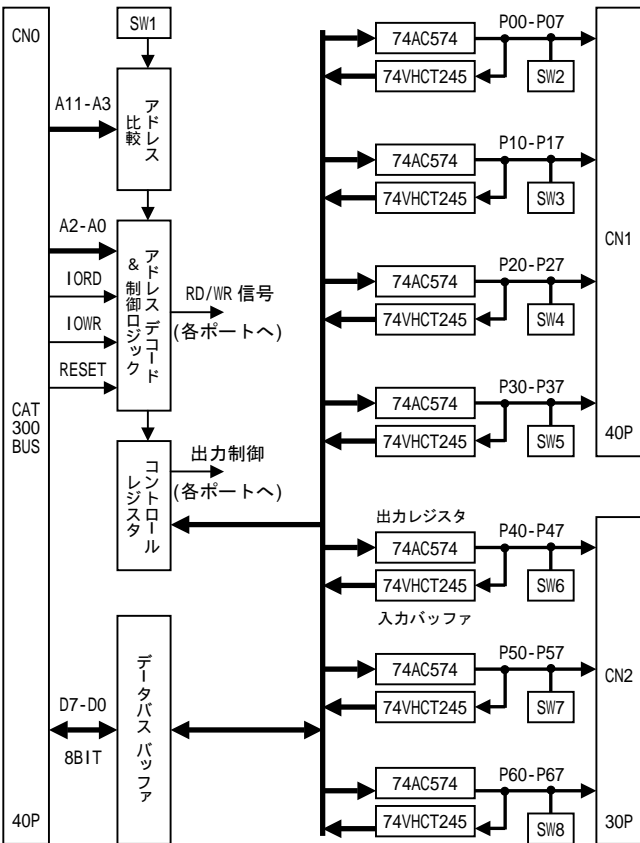 CN0
SW1
A11-A3
アドレス
比較
A2-A0
IORD
IOWR
RESET
アドレス デコード
& 制御ロジック
RD/WR 信号
(各ポートへ)
CAT
300
BUS
コントロール
レジスタ
出力制御
(各ポートへ)
D7-D0
8BIT
データバス バッファ
40P
74AC574
P00-P07
74VHCT245
SW2
74AC574
P10-P17
74VHCT245
SW3
CN1
74AC574
P20-P27
74VHCT245
SW4
74AC574
P30-P37
74VHCT245
SW5
40P
出力レジスタ
74AC574
P40-P47
74VHCT245
SW6
入力バッファ
74AC574
P50-P57
CN2
74VHCT245
SW7
74AC574
P60-P67
74VHCT245
SW8
30P